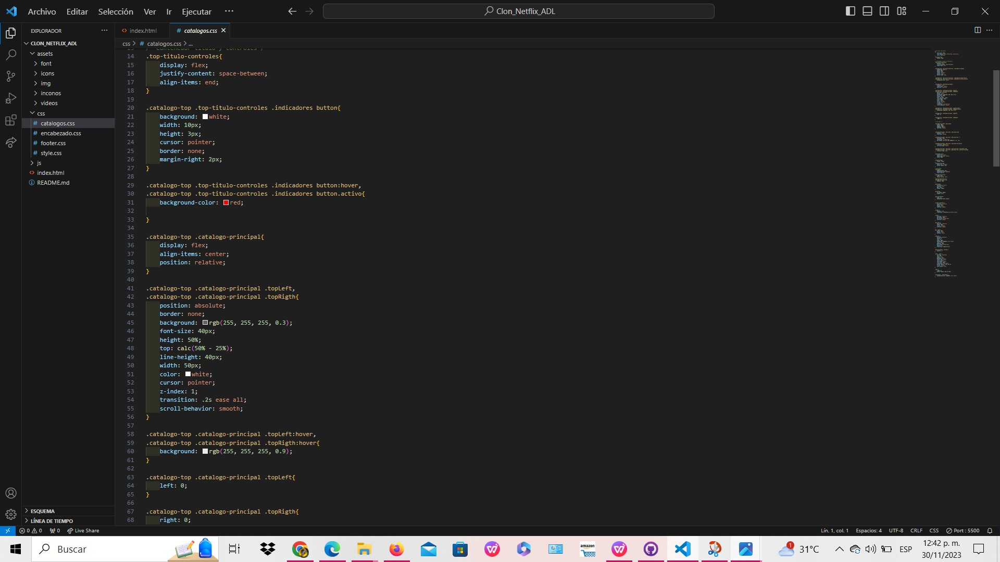 Archivo Editar Selección Ver Ir Ejecutar ···
Clon_Netflix_ADL
EXPLORADOR
CLON_NETFLIX_ADL
assets
font
icons
img
inconos
videos
css
catalogos.css
encabezado.css
footer.css
style.css
js
index.html
README.md
ESQUEMA
LÍNEA DE TIEMPO
index.html
# catalogos.css
css > # catalogos.css > ...
14 .top-titulo-controles{
15 display: flex;
16 justify-content: space-between;
17 align-items: end;
18 }
19
20 .catalogo-top .top-titulo-controles .indicadores button{
21 background: white;
22 width: 10px;
23 height: 3px;
24 cursor: pointer;
25 border: none;
26 margin-right: 2px;
27 }
28
29 .catalogo-top .top-titulo-controles .indicadores button:hover,
30 .catalogo-top .top-titulo-controles .indicadores button.activo{
31 background-color: red;
32
33 }
34
35 .catalogo-top .catalogo-principal{
36 display: flex;
37 align-items: center;
38 position: relative;
39 }
40
41 .catalogo-top .catalogo-principal .topLeft,
42 .catalogo-top .catalogo-principal .topRigth{
43 position: absolute;
44 border: none;
45 background: rgb(255, 255, 255, 0.3);
46 font-size: 40px;
47 height: 50%;
48 top: calc(50% - 25%);
49 line-height: 40px;
50 width: 50px;
51 color: white;
52 cursor: pointer;
53 z-index: 1;
54 transition: .2s ease all;
55 scroll-behavior: smooth;
56 }
57
58 .catalogo-top .catalogo-principal .topLeft:hover,
59 .catalogo-top .catalogo-principal .topRigth:hover{
60 background: rgb(255, 255, 255, 0.9);
61 }
62
63 .catalogo-top .catalogo-principal .topLeft{
64 left: 0;
65 }
66
67 .catalogo-top .catalogo-principal .topRigth{
68 right: 0;
0 0 0 Live Share
Lín. 1, col. 1 Espacios: 4 UTF-8 CRLF CSS Port : 5500
Buscar
amazon
1
31°C
ESP
12:42 p. m.
30/11/2023